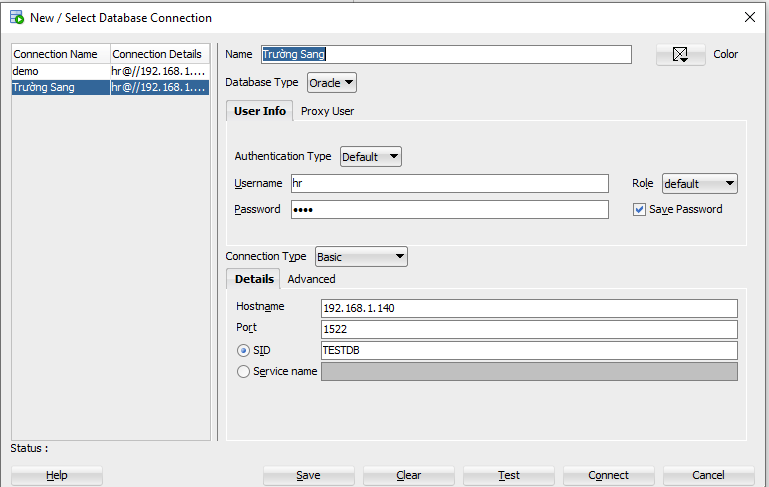 New / Select Database Connection
Connection Name Connection Details
demo hr@//192.168.1....
Trường Sang hr@//192.168.1....
Name Trường Sang Color
Database Type Oracle
User Info Proxy User
Authentication Type Default
Username hr Role default
Password •••• Save Password
Connection Type Basic
Details Advanced
Hostname 192.168.1.140
Port 1522
SID TESTDB
Service name
Status :
Help Save Clear Test Connect Cancel